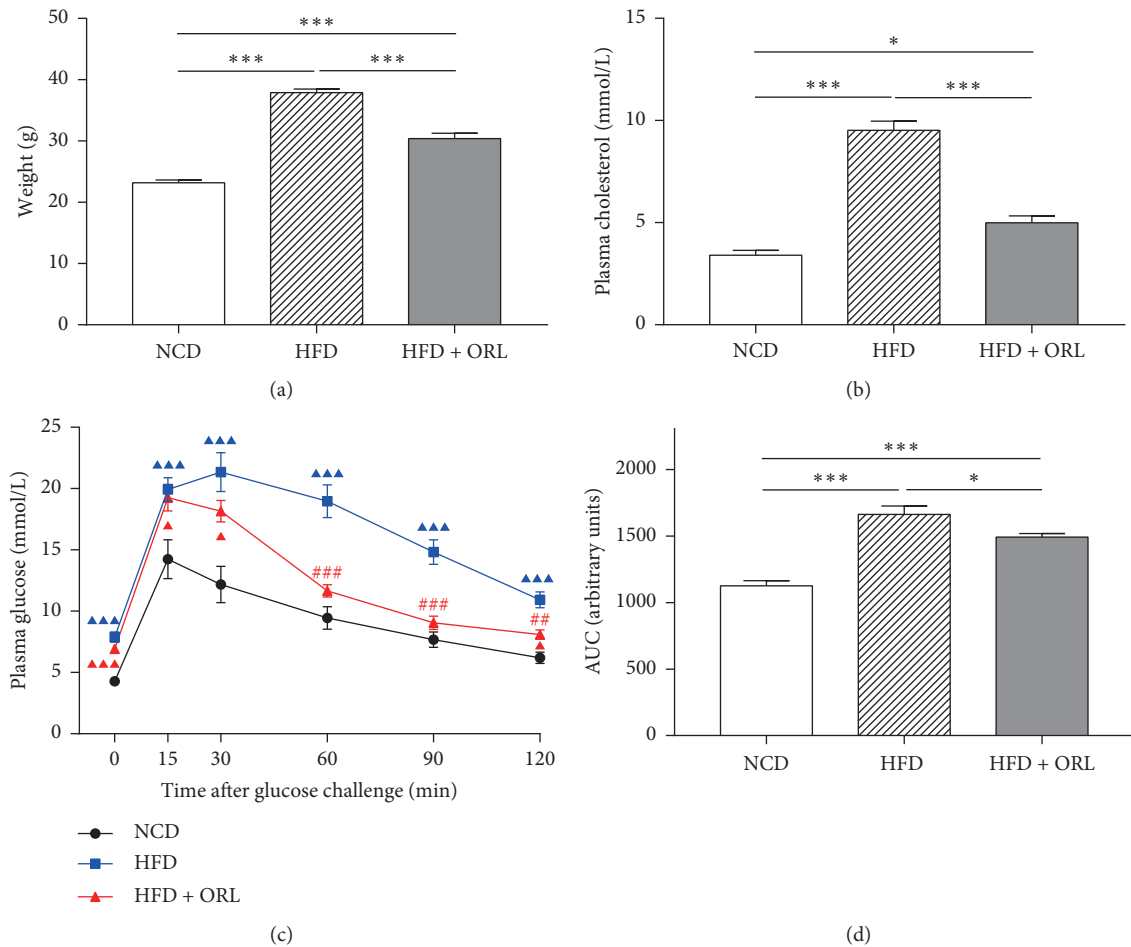 50
40
30
20
10
0
Weight (g)
***
***
***
NCD
HFD
HFD + ORL
(a)
15
10
5
0
Plasma cholesterol (mmol/L)
*
***
***
NCD
HFD
HFD + ORL
(b)
25
20
15
10
5
0
Plasma glucose (mmol/L)
###
###
##
0
15
30
60
90
120
Time after glucose challenge (min)
NCD
HFD
HFD + ORL
(c)
2000
1500
1000
500
0
AUC (arbitrary units)
***
***
*
NCD
HFD
HFD + ORL
(d)